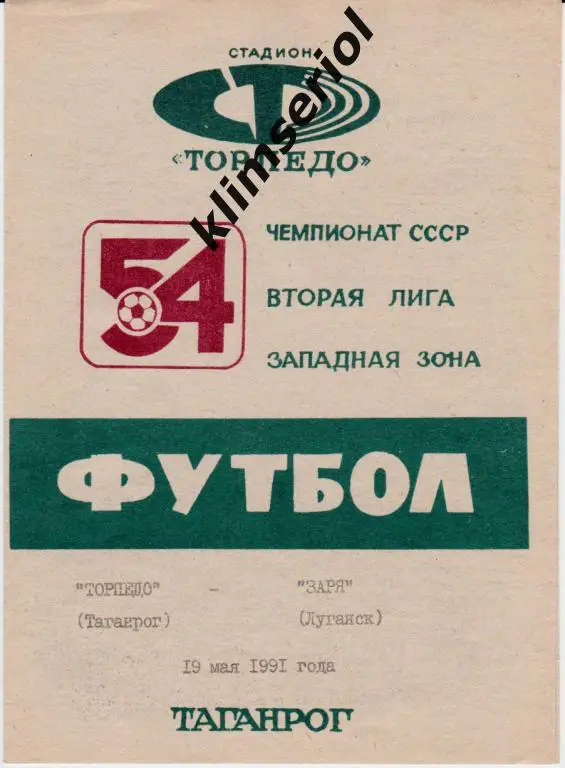 СТАДИОН
«ТОРПЕДО»
54
ЧЕМПИОНАТ СССР
ВТОРАЯ ЛИГА
ЗАПАДНАЯ ЗОНА
ФУТБОЛ
"ТОРПЕДО" - "ЗАРЯ"
(Таганрог) (Луганск)
19 мая 1991 года
ТАГАНРОГ
klimseriol